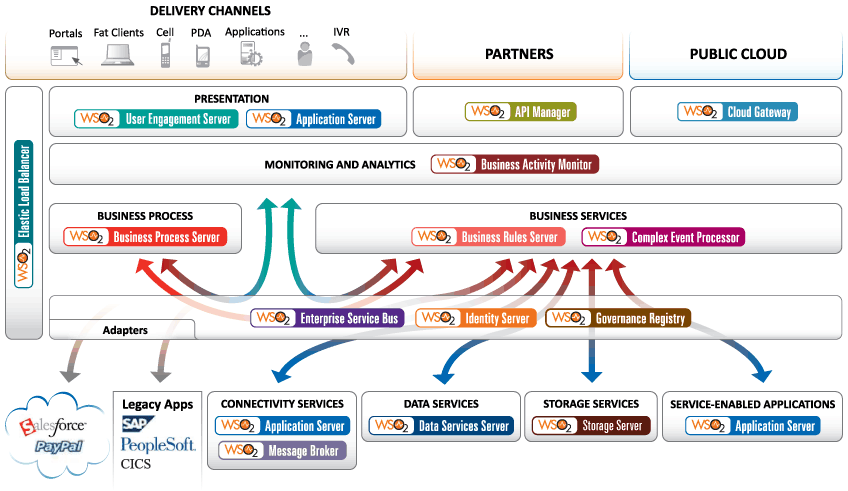 DELIVERY CHANNELS
Portals Fat Clients Cell PDA Applications ... IVR
PARTNERS
PUBLIC CLOUD
PRESENTATION
WSO2 User Engagement Server WSO2 Application Server
WSO2 API Manager
WSO2 Cloud Gateway
WSO2 Elastic Load Balancer
MONITORING AND ANALYTICS WSO2 Business Activity Monitor
BUSINESS PROCESS
WSO2 Business Process Server
BUSINESS SERVICES
WSO2 Business Rules Server WSO2 Complex Event Processor
WSO2 Enterprise Service Bus WSO2 Identity Server WSO2 Governance Registry
Adapters
salesforce
PayPal
Legacy Apps
SAP
PeopleSoft
CICS
CONNECTIVITY SERVICES
WSO2 Application Server
WSO2 Message Broker
DATA SERVICES
WSO2 Data Services Server
STORAGE SERVICES
WSO2 Storage Server
SERVICE-ENABLED APPLICATIONS
WSO2 Application Server